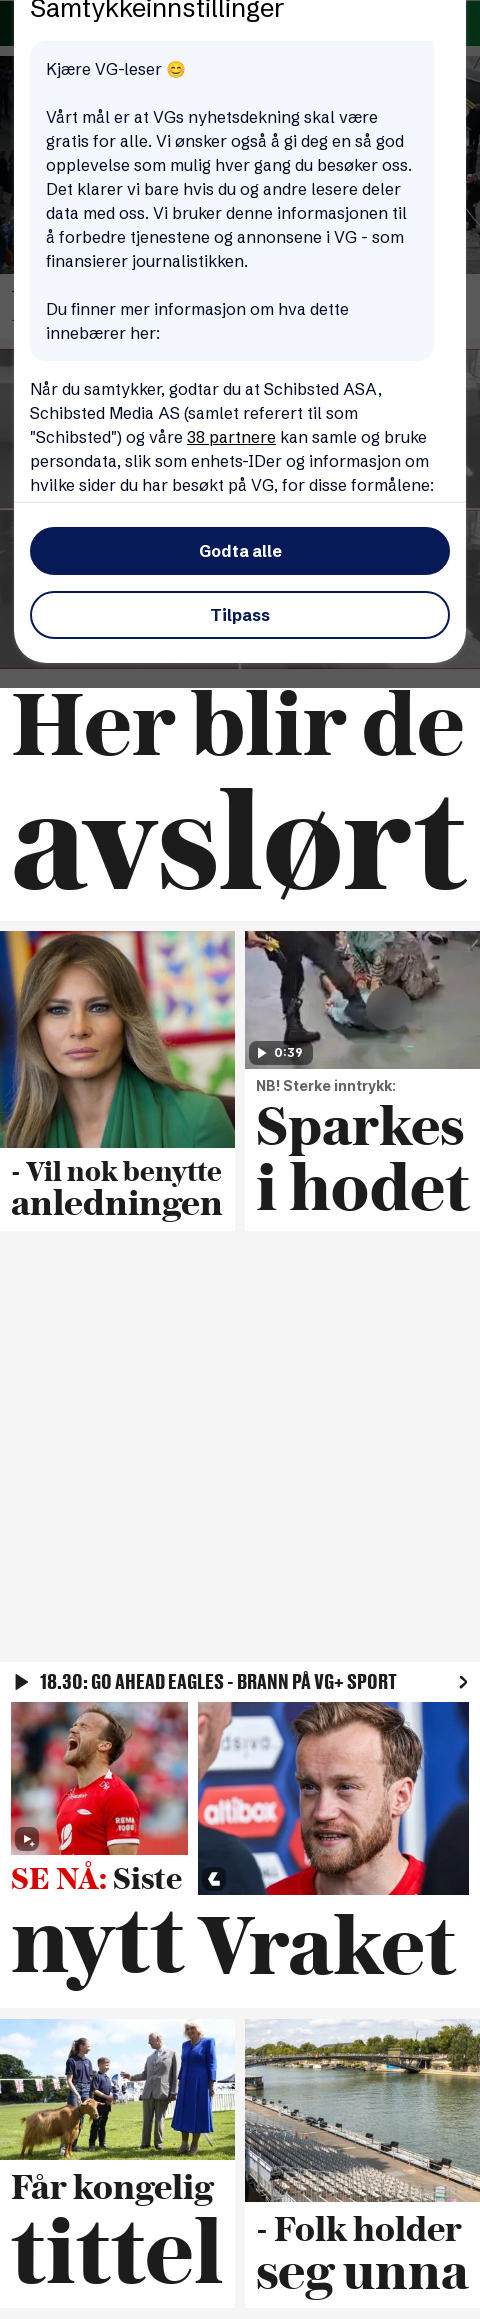 Samtykkeinnstillinger
Kjære VG-leser 😊
Vårt mål er at VGs nyhetsdekning skal være
gratis for alle. Vi ønsker også å gi deg en så god
opplevelse som mulig hver gang du besøker oss.
Det klarer vi bare hvis du og andre lesere deler
data med oss. Vi bruker denne informasjonen til
å forbedre tjenestene og annonsene i VG - som
finansierer journalistikken.
Du finner mer informasjon om hva dette
innebærer her:
Når du samtykker, godtar du at Schibsted ASA,
Schibsted Media AS (samlet referert til som
"Schibsted") og våre 38 partnere kan samle og bruke
persondata, slik som enhets-IDer og informasjon om
hvilke sider du har besøkt på VG, for disse formålene:
Godta alle
Tilpass
Her blir de
avslørt
- Vil nok benytte
anledningen
0:39
NB! Sterke inntrykk:
Sparkes
i hodet
18.30: GO AHEAD EAGLES - BRANN PÅ VG+ SPORT
REMA
1000
dsiva.
altibox
SE NÅ: Siste
nytt
Vraket
Får kongelig
tittel
- Folk holder
seg unna